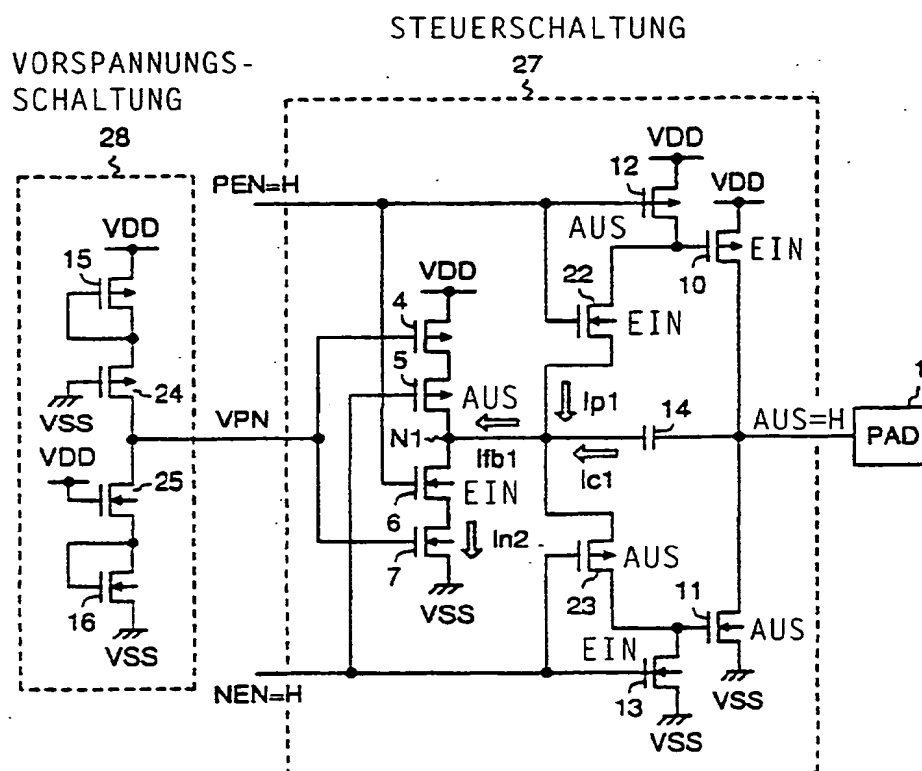 STEUERSCHALTUNG
27
VORSPANNUNGS-
SCHALTUNG
28
VDD
15
24
VSS
VDD
25
16
VSS
VPN
PEN=H
NEN=H
VDD
4
5
AUS
N1
Ifb1
6
EIN
7
In2
VSS
VDD
12
AUS
VDD
10
EIN
22
EIN
Ip1
14
Ic1
AUS=H
1
PAD
AUS
23
11
AUS
VSS
EIN
13
VSS